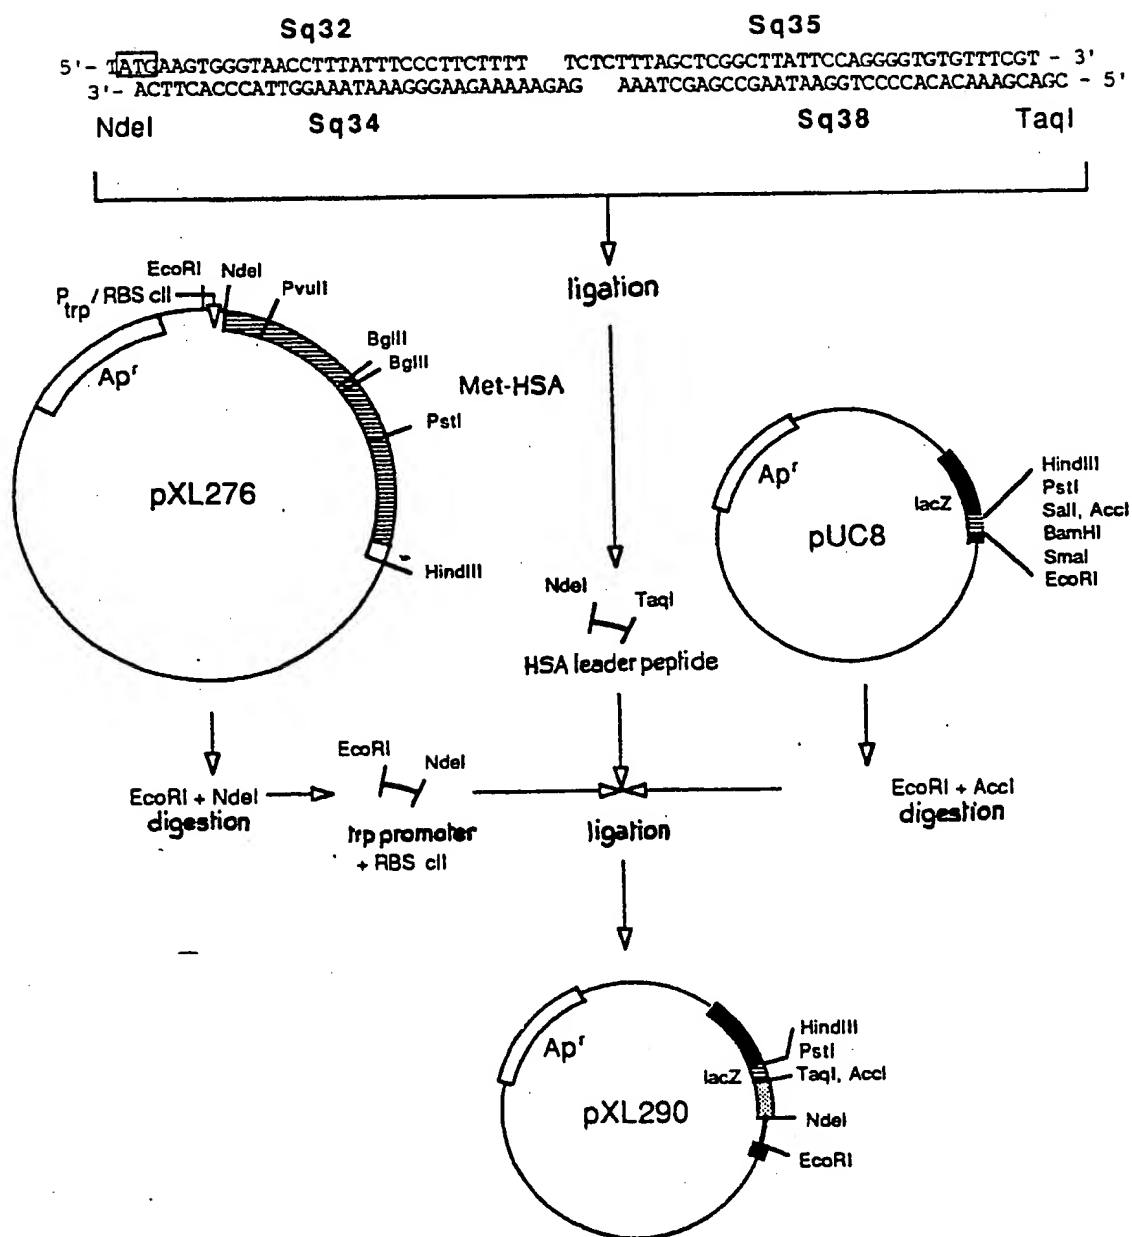 Sq32 Sq35
5'- TATGAAGTGGGTAACCTTTATTTCCCTTCTTTT TCTCTTTAGCTCGGCTTATTCCAGGGGTGTGTTTCGT - 3'
3'- ACTTCACCCATTGGAAATAAAGGGAAGAAAAAGAG AAATCGAGCCGAATAAGGTCCCCACACAAAGCAGC - 5'
NdeI Sq34 Sq38 TaqI
ligation
EcoRI NdeI
Ptrp/RBS cII
PvuII
BglII
BglII
PstI
HindIII
Apr
pXL276
Met-HSA
Apr
lacZ
pUC8
HindIII
PstI
SalI, AccI
BamHI
SmaI
EcoRI
NdeI
TaqI
HSA leader peptide
EcoRI + NdeI
digestion
EcoRI
NdeI
trp promoter
+ RBS cII
ligation
EcoRI + AccI
digestion
Apr
lacZ
pXL290
HindIII
PstI
TaqI, AccI
NdeI
EcoRI